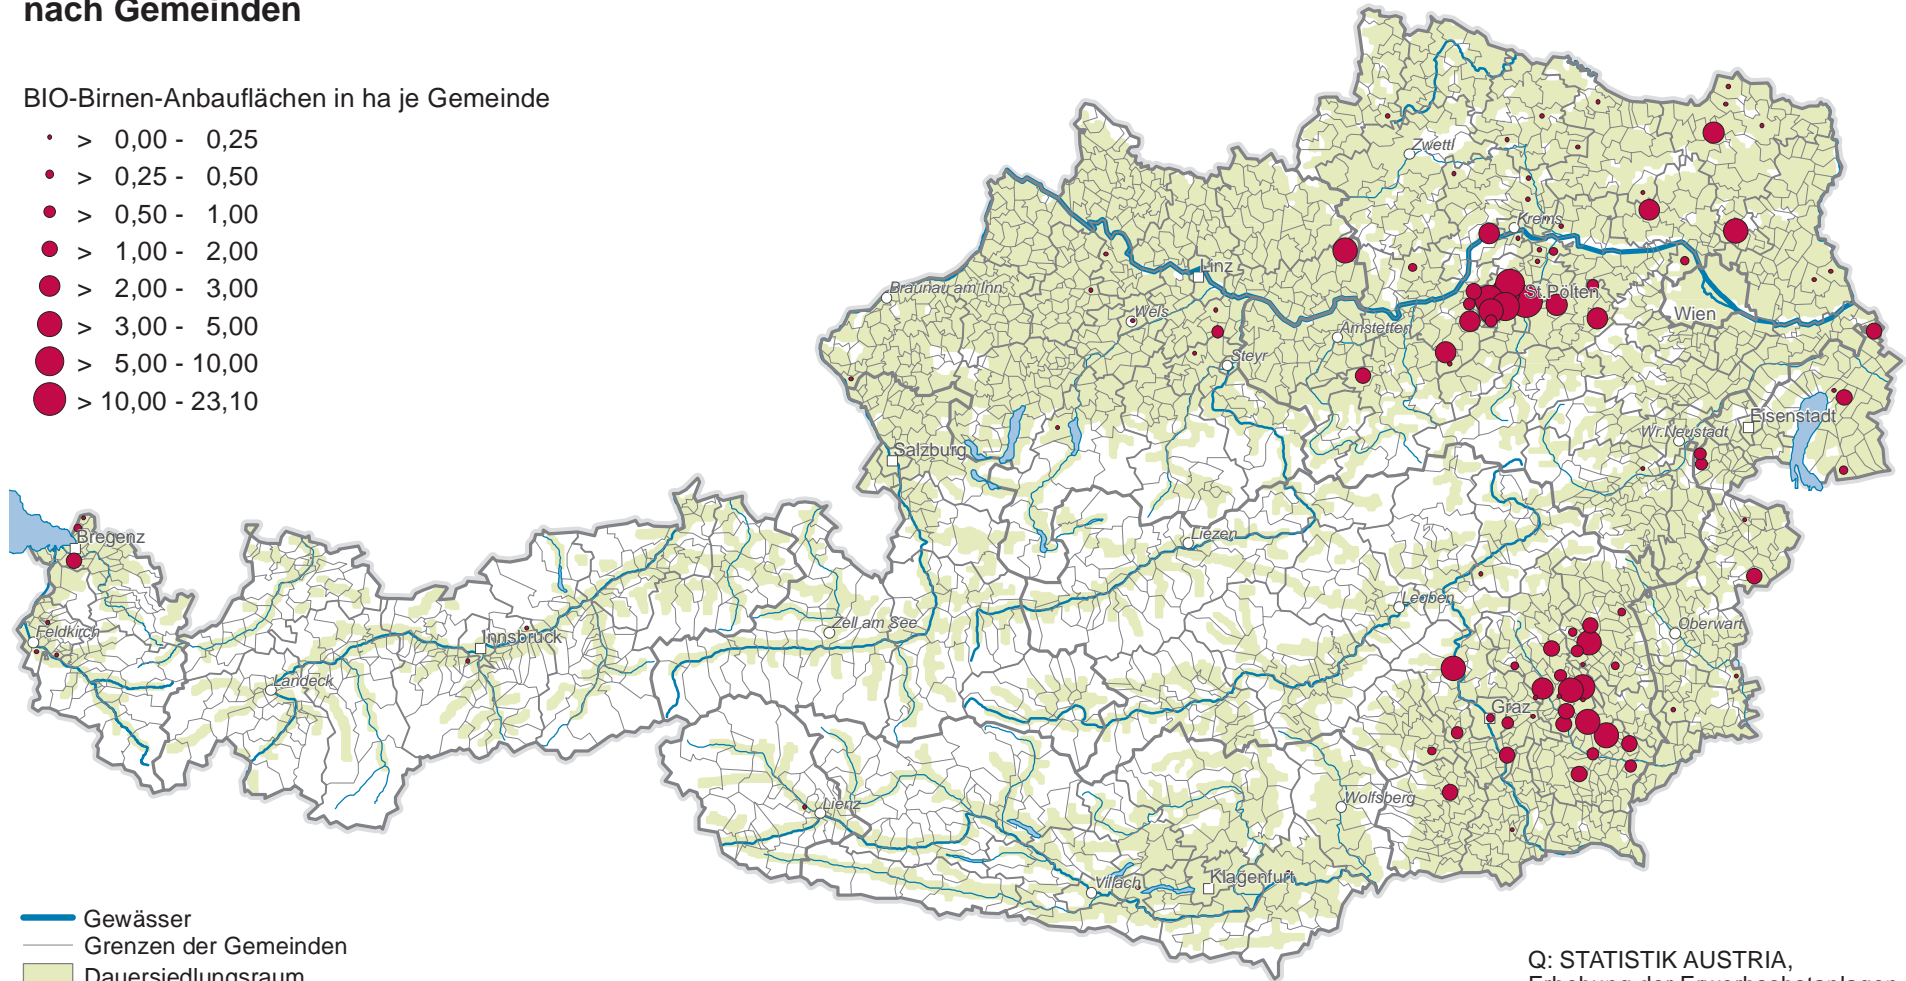 nach Gemeinden
BIO-Birnen-Anbauflächen in ha je Gemeinde
> 0,00 - 0,25
> 0,25 - 0,50
> 0,50 - 1,00
> 1,00 - 2,00
> 2,00 - 3,00
> 3,00 - 5,00
> 5,00 - 10,00
> 10,00 - 23,10
Zwettl
Krems
Linz
Braunau am Inn
St.Pölten
Wels
Wien
Amstetten
Steyr
Eisenstadt
Wr.Neustadt
Salzburg
Bregenz
Liezen
Leoben
Feldkirch
Innsbruck
Zell am See
Oberwart
Landeck
Graz
Lienz
Wolfsberg
Villach
Klagenfurt
Gewässer
Grenzen der Gemeinden
Dauersiedlungsraum
Q: STATISTIK AUSTRIA,
Erhebung der Erwerbsobstanlagen